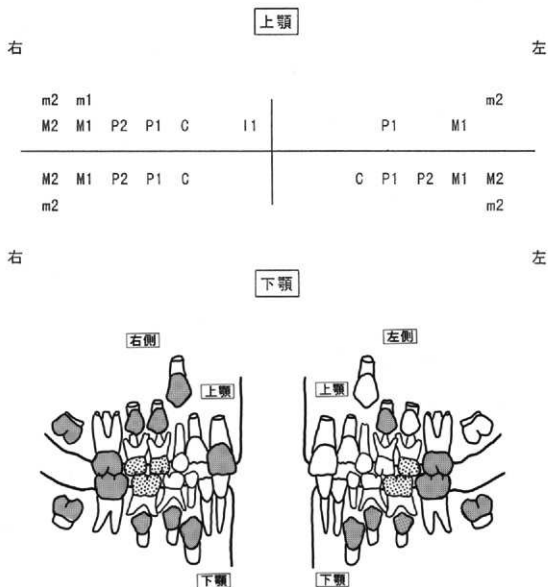 上顎
右 左
m2 m1 m2
M2 M1 P2 P1 C I1 P1 M1
M2 M1 P2 P1 C C P1 P2 M1 M2
m2 m2
右 左
下顎
右側 左側
上顎 上顎
下顎 下顎